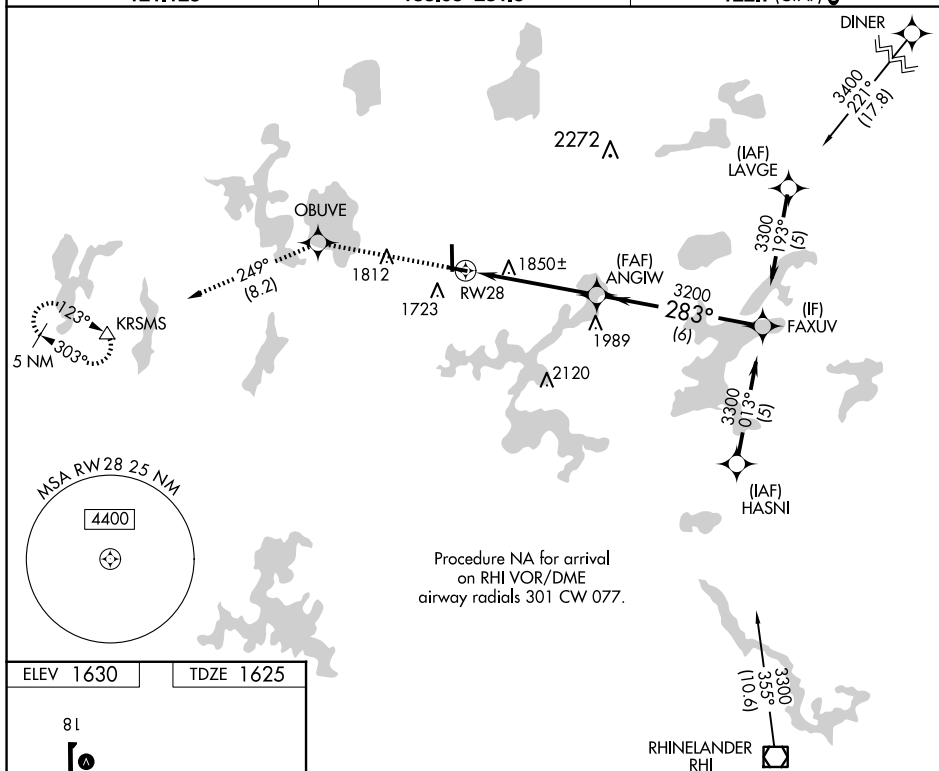 DINER
3400
221°
(17.8)
2272
(IAF)
LAVGE
3300
193°
(5)
OBUVE
1812
RW28
1850±
1723
(FAF)
ANGIW
3200
283°
(6)
(IF)
FAXUV
1989
2120
249°
(8.2)
123°
303°
KRSMS
5 NM
3300
013°
(5)
(IAF)
HASNI
MSA RW28 25 NM
4400
Procedure NA for arrival
on RHI VOR/DME
airway radials 301 CW 077.
3300
355°
(10.6)
RHINELANDER
RHI
ELEV 1630
TDZE 1625
18
V